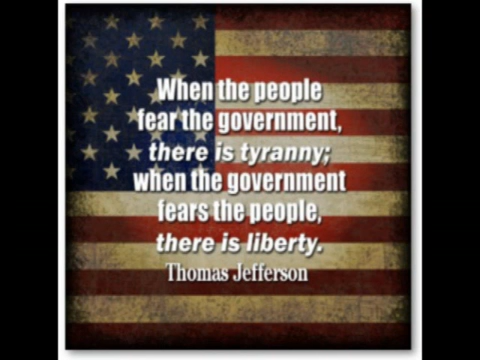 When the people
fear the government,
there is tyranny;
when the government
fears the people,
there is liberty.
Thomas Jefferson